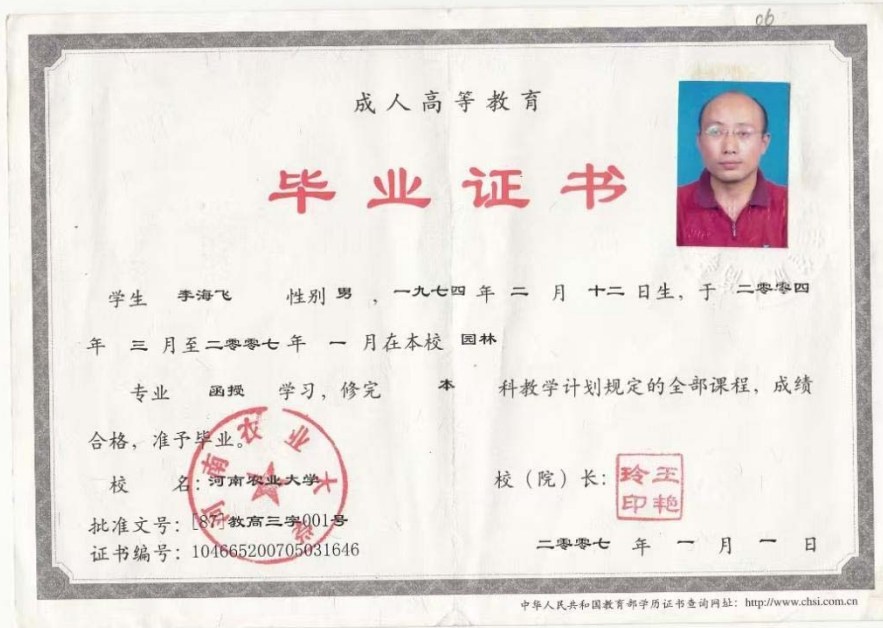 06
成人高等教育
毕业证书
学生 李海飞 性别 男 ，一九七四 年 二 月 十二 日生，于 二零零四
年 三 月至二零零七 年 一 月在本校 园林
专业 函授 学习，修完 本 科教学计划规定的全部课程，成绩
合格，准予毕业。
河南农业大学
校 名：河南农业大学
校（院）长：
王艳玲印
批准文号：[87]教高三字001号
证书编号：104665200705031646
二零零七 年 一 月 一 日
中华人民共和国教育部学历证书查询网址：http://www.chsi.com.cn